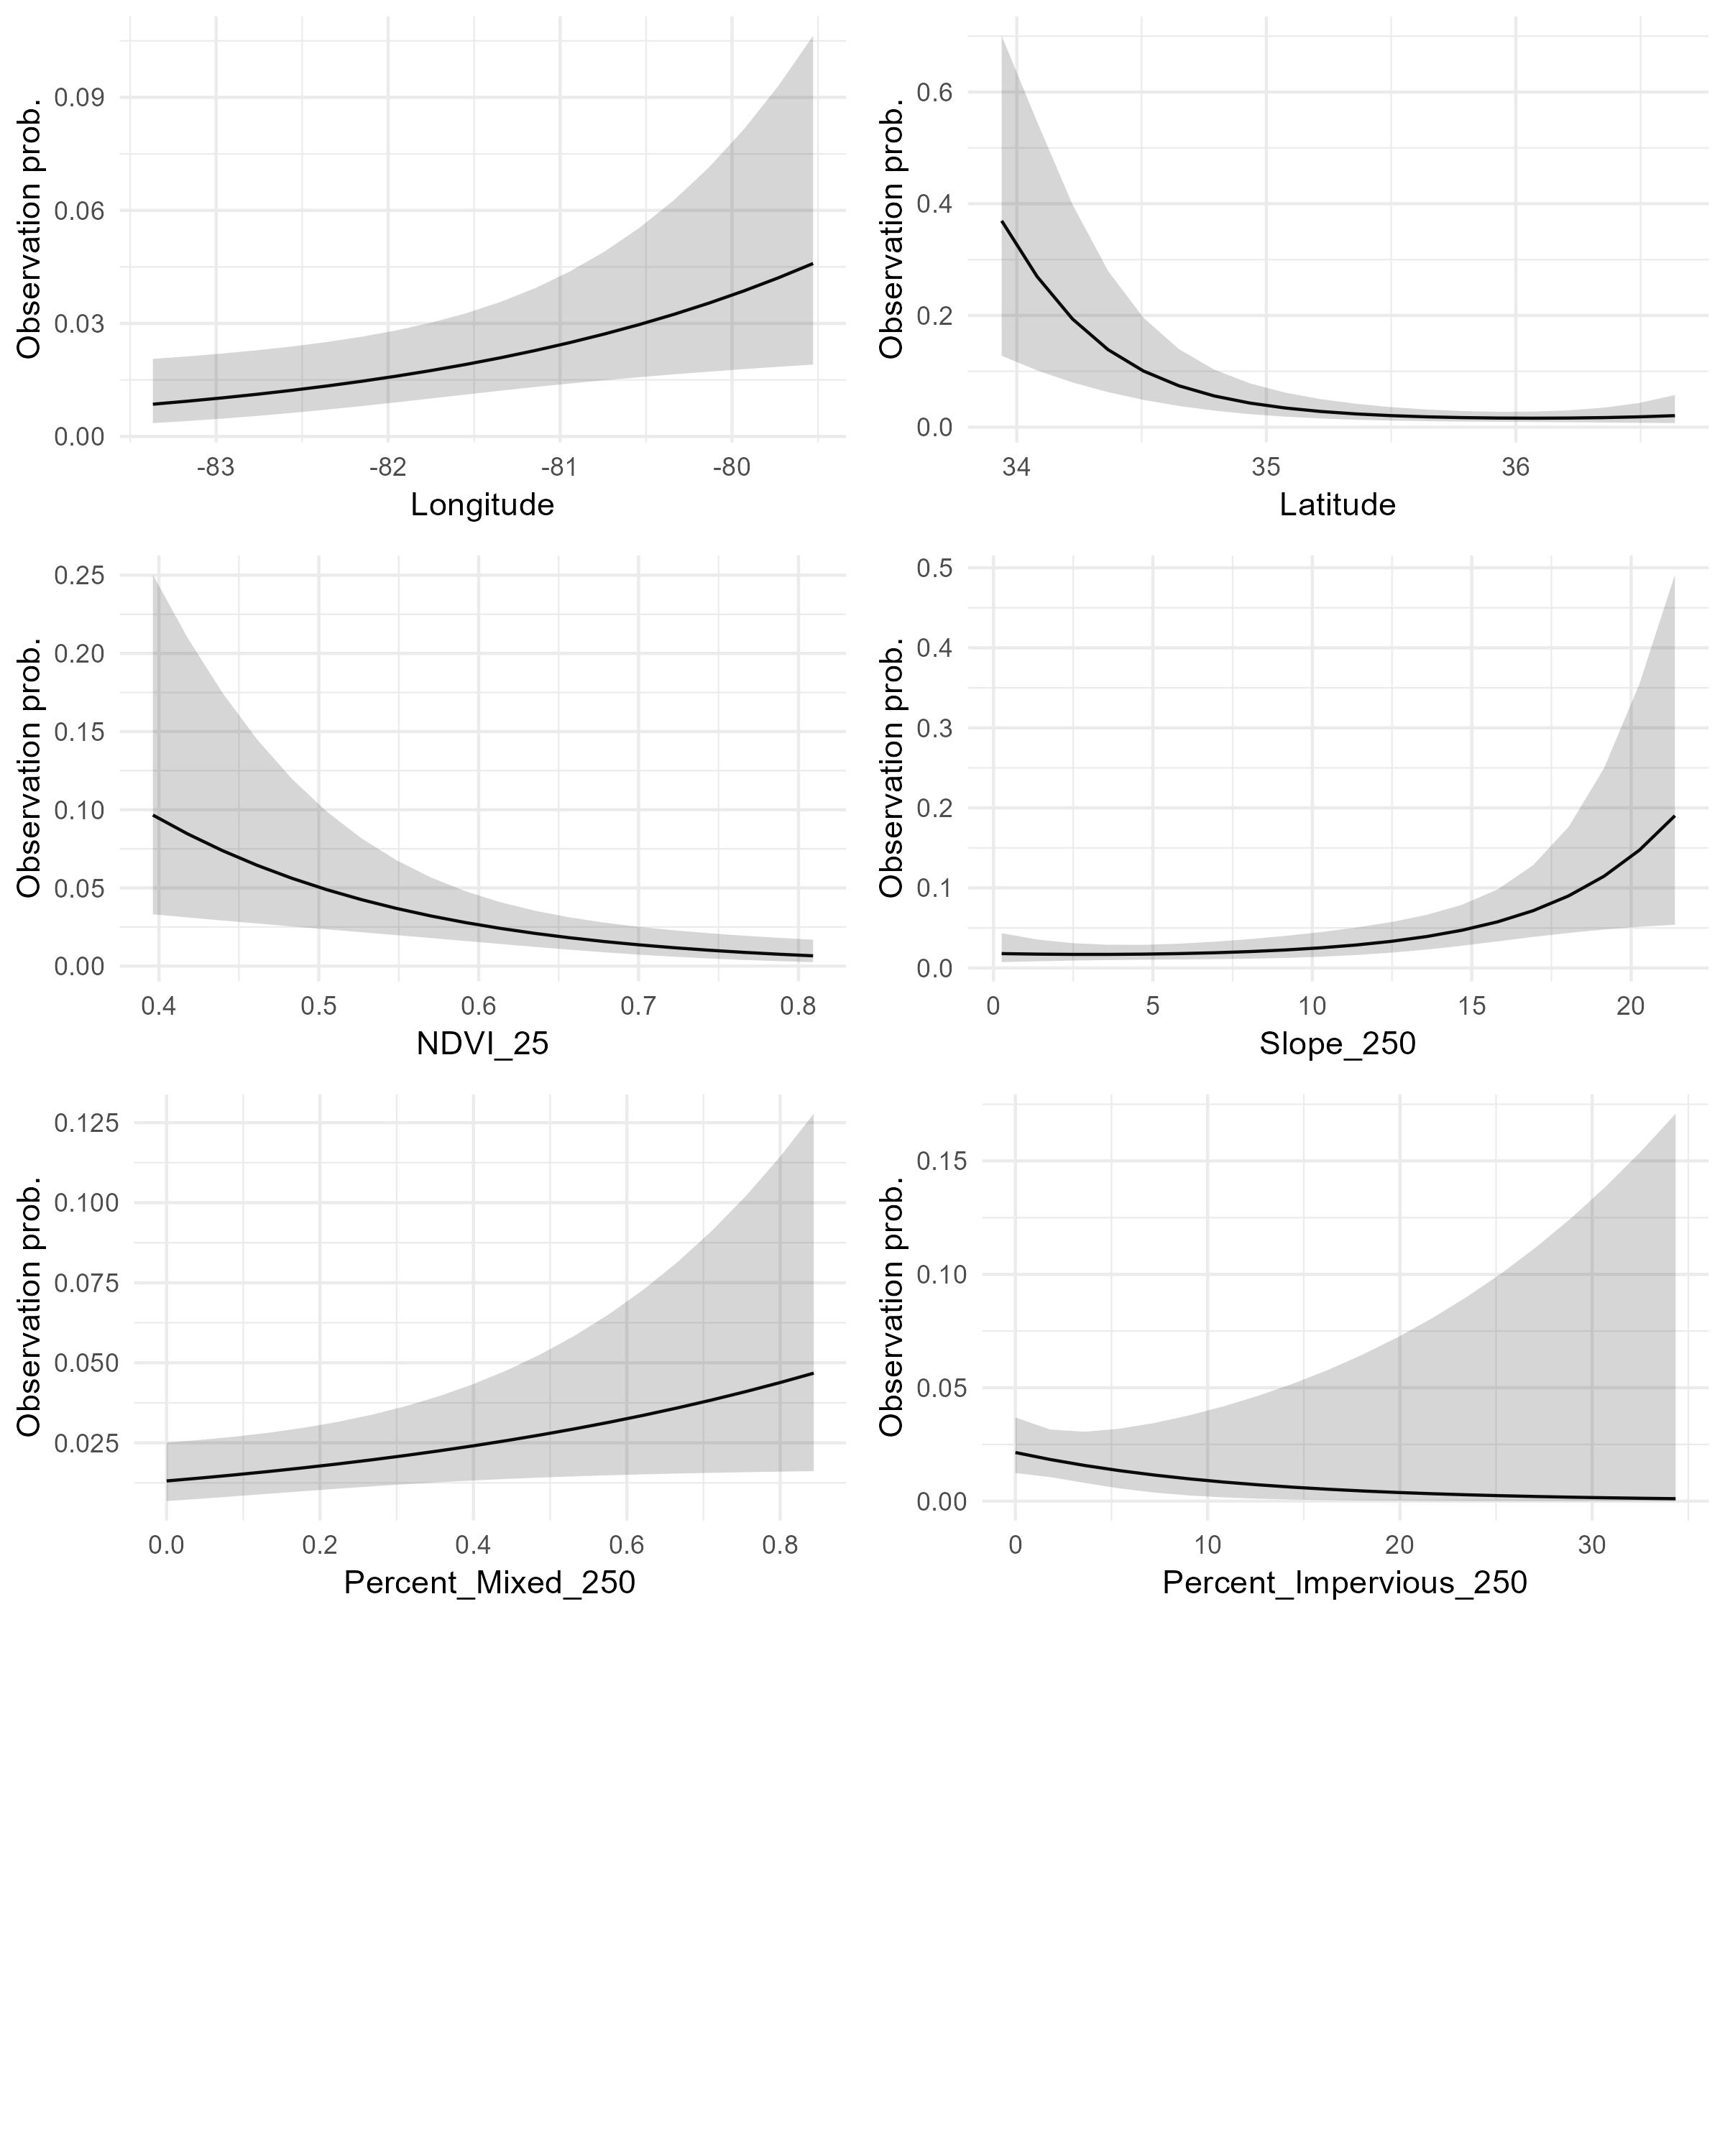 Observation prob.
0.09
0.06
0.03
0.00
-83 -82 -81 -80
Longitude
Observation prob.
0.6
0.4
0.2
0.0
34 35 36
Latitude
Observation prob.
0.25
0.20
0.15
0.10
0.05
0.00
0.4 0.5 0.6 0.7 0.8
NDVI_25
Observation prob.
0.5
0.4
0.3
0.2
0.1
0.0
0 5 10 15 20
Slope_250
Observation prob.
0.125
0.100
0.075
0.050
0.025
0.0 0.2 0.4 0.6 0.8
Percent_Mixed_250
Observation prob.
0.15
0.10
0.05
0.00
0 10 20 30
Percent_Impervious_250